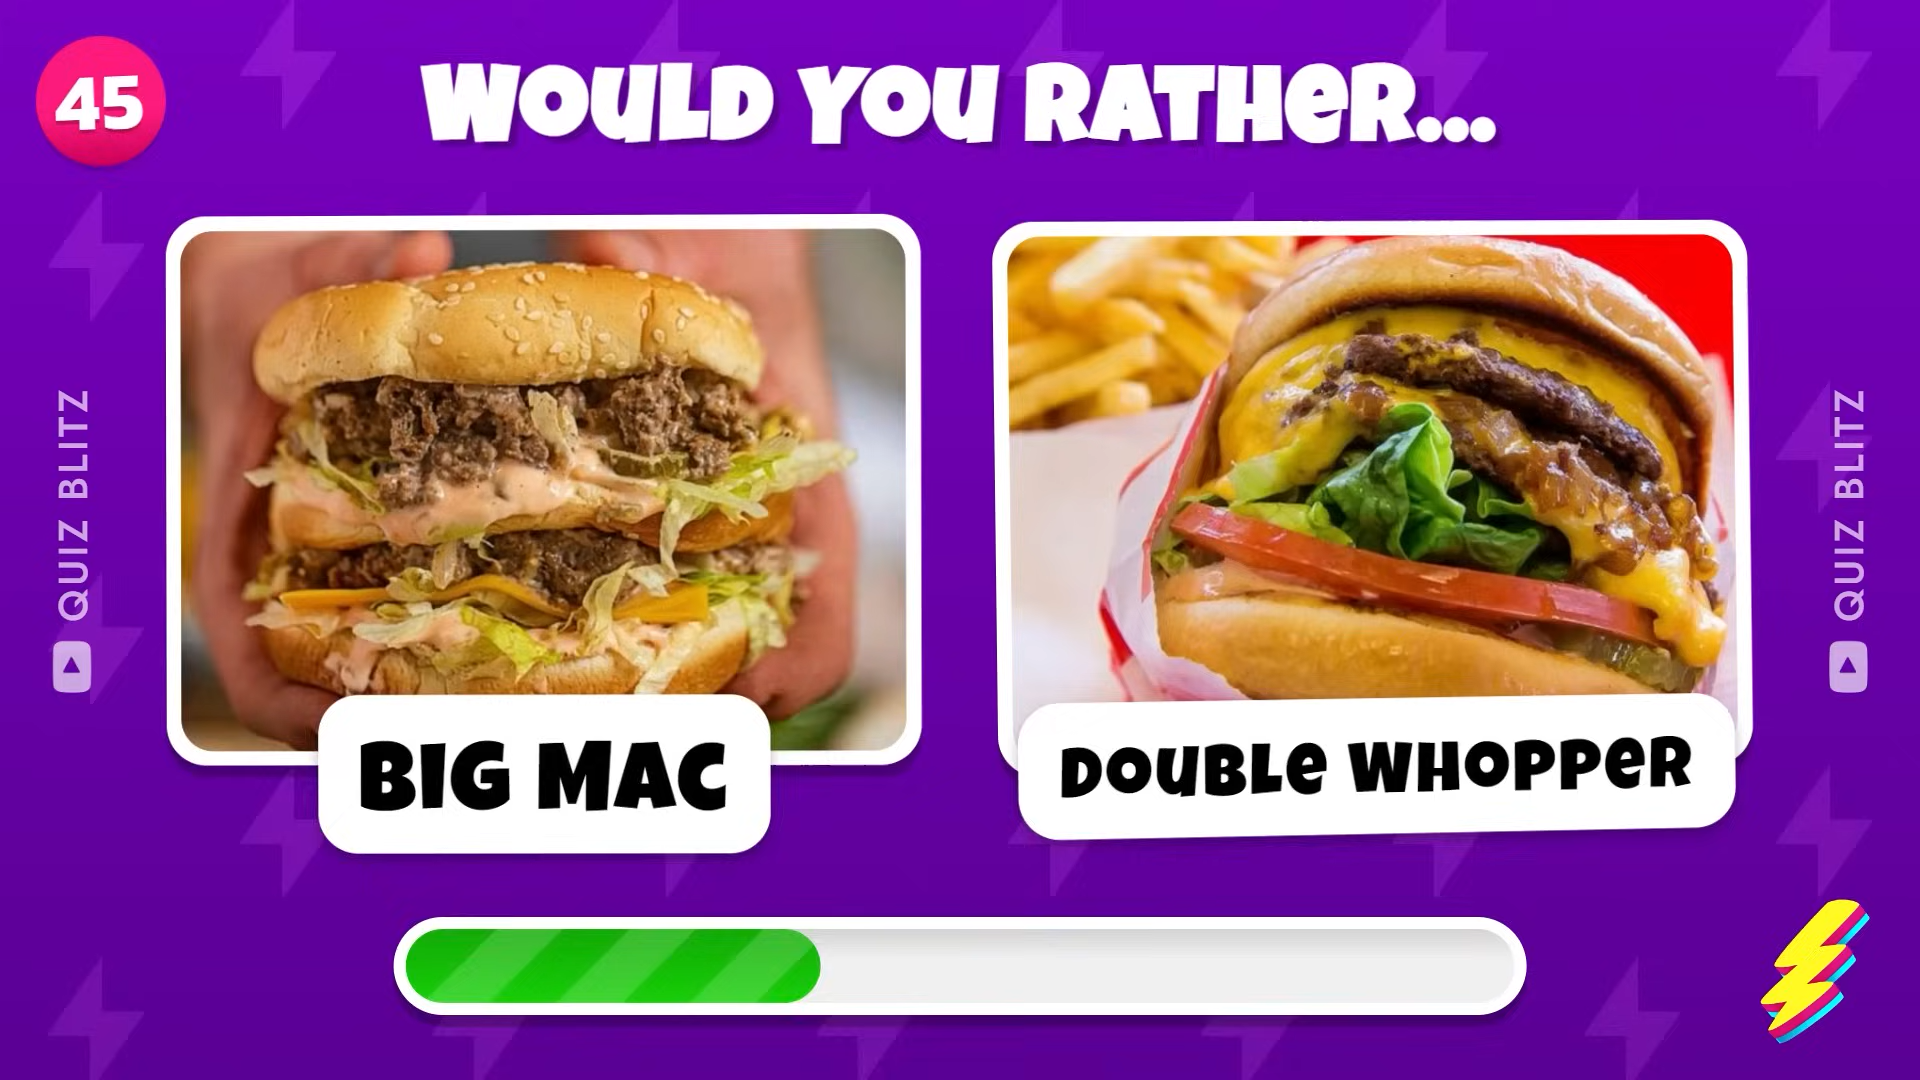 45
WOULD YOU RATHER...
QUIZ BLITZ
QUIZ BLITZ
BIG MAC
DOUBLE WHOPPER